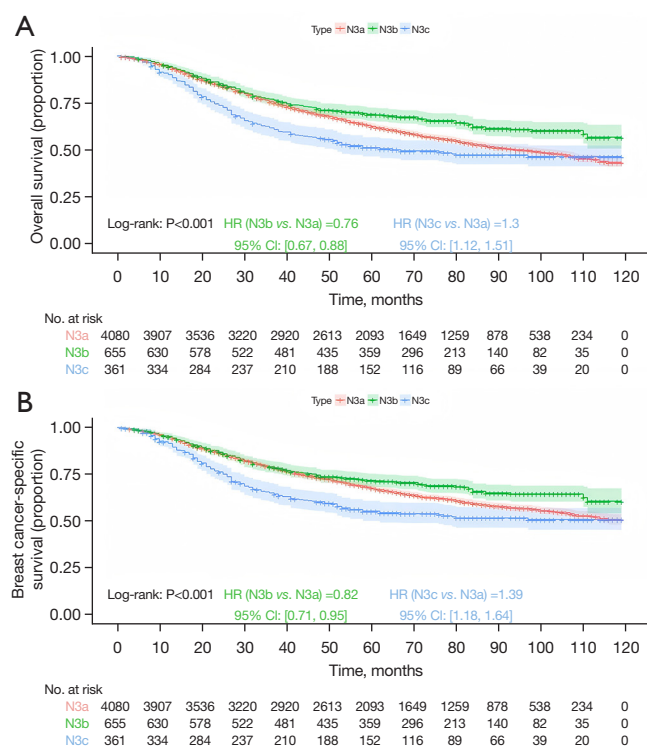 A
Type N3a N3b N3c
Overall survival (proportion)
1.00
0.75
0.50
0.25
0.00
Log-rank: P<0.001 HR (N3b vs. N3a) =0.76 HR (N3c vs. N3a) =1.3
95% CI: [0.67, 0.88] 95% CI: [1.12, 1.51]
0 10 20 30 40 50 60 70 80 90 100 110 120
Time, months
No. at risk
N3a 4080 3907 3536 3220 2920 2613 2093 1649 1259 878 538 234 0
N3b 655 630 578 522 481 435 359 296 213 140 82 35 0
N3c 361 334 284 237 210 188 152 116 89 66 39 20 0
B
Type N3a N3b N3c
Breast cancer-specific
survival (proportion)
1.00
0.75
0.50
0.25
0.00
Log-rank: P<0.001 HR (N3b vs. N3a) =0.82 HR (N3c vs. N3a) =1.39
95% CI: [0.71, 0.95] 95% CI: [1.18, 1.64]
0 10 20 30 40 50 60 70 80 90 100 110 120
Time, months
No. at risk
N3a 4080 3907 3536 3220 2920 2613 2093 1649 1259 878 538 234 0
N3b 655 630 578 522 481 435 359 296 213 140 82 35 0
N3c 361 334 284 237 210 188 152 116 89 66 39 20 0